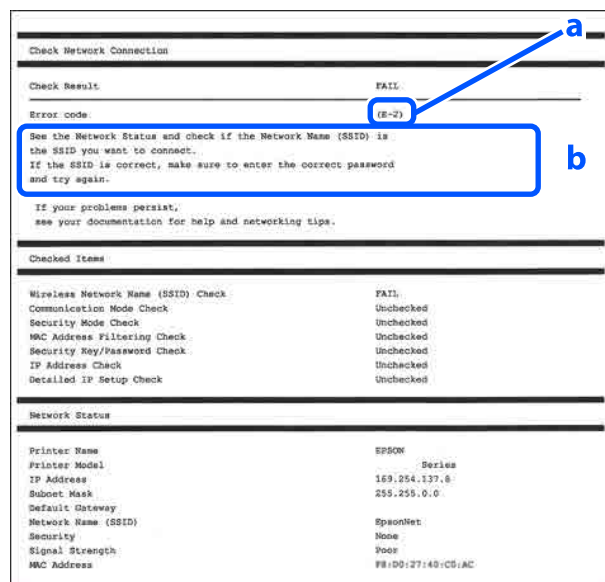 a
Check Network Connection
Check Result FAIL
Error code (E-2)
See the Network Status and check if the Network Name (SSID) is
the SSID you want to connect.
If the SSID is correct, make sure to enter the correct password
and try again.
b
If your problems persist,
see your documentation for help and networking tips.
Checked Items
Wireless Network Name (SSID) Check FAIL
Communication Mode Check Unchecked
Security Mode Check Unchecked
MAC Address Filtering Check Unchecked
Security Key/Password Check Unchecked
IP Address Check Unchecked
Detailed IP Setup Check Unchecked
Network Status
Printer Name EPSON
Printer Model Series
IP Address 169.254.137.8
Subnet Mask 255.255.0.0
Default Gateway
Network Name (SSID) EpsonNet
Security None
Signal Strength Poor
MAC Address F8:D0:27:40:C0:AC